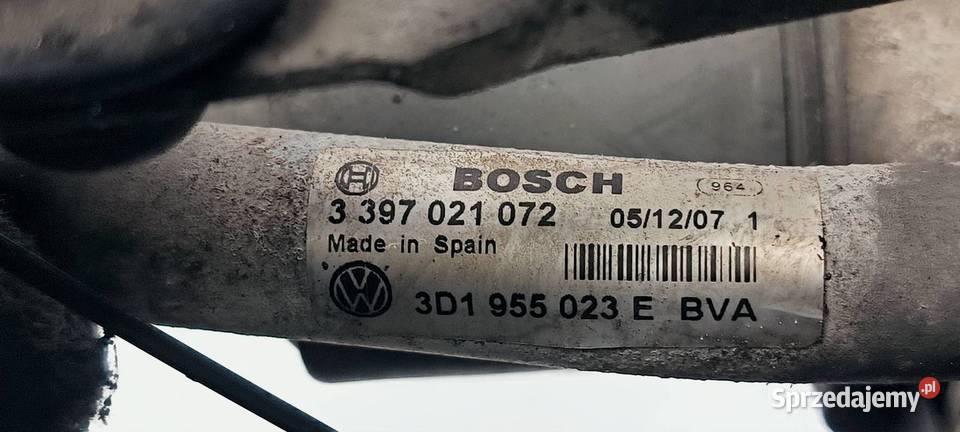 BOSCH 964
3 397 021 072 05/12/07 1
Made in Spain
3D1 955 023 E BVA
Sprzedajemy.pl